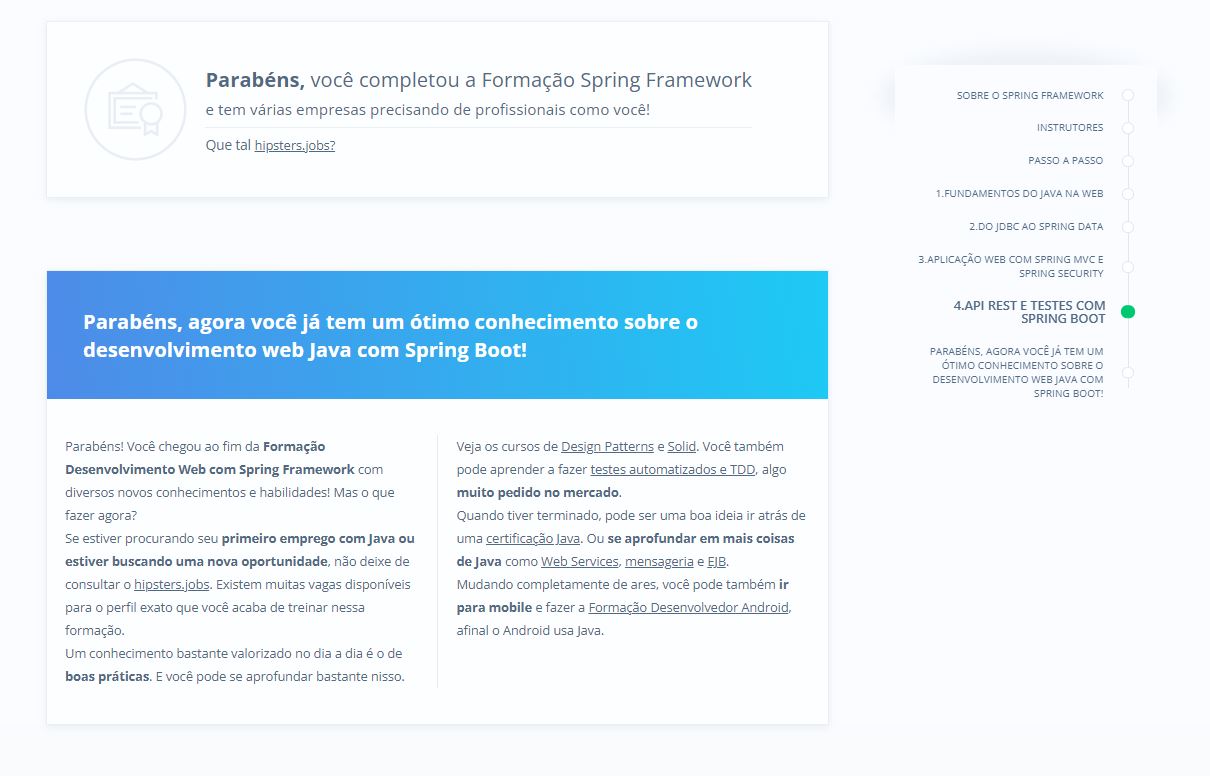 Parabéns, você completou a Formação Spring Framework
e tem várias empresas precisando de profissionais como você!
Que tal hipsters.jobs?
Parabéns, agora você já tem um ótimo conhecimento sobre o
desenvolvimento web Java com Spring Boot!
Parabéns! Você chegou ao fim da Formação
Desenvolvimento Web com Spring Framework com
diversos novos conhecimentos e habilidades! Mas o que
fazer agora?
Se estiver procurando seu primeiro emprego com Java ou
estiver buscando uma nova oportunidade, não deixe de
consultar o hipsters.jobs. Existem muitas vagas disponíveis
para o perfil exato que você acaba de treinar nessa
formação.
Um conhecimento bastante valorizado no dia a dia é o de
boas práticas. E você pode se aprofundar bastante nisso.
Veja os cursos de Design Patterns e Solid. Você também
pode aprender a fazer testes automatizados e TDD, algo
muito pedido no mercado.
Quando tiver terminado, pode ser uma boa ideia ir atrás de
uma certificação Java. Ou se aprofundar em mais coisas
de Java como Web Services, mensageria e EJB.
Mudando completamente de ares, você pode também ir
para mobile e fazer a Formação Desenvolvedor Android,
afinal o Android usa Java.
SOBRE O SPRING FRAMEWORK
INSTRUTORES
PASSO A PASSO
1.FUNDAMENTOS DO JAVA NA WEB
2.DO JDBC AO SPRING DATA
3.APLICAÇÃO WEB COM SPRING MVC E
SPRING SECURITY
4.API REST E TESTES COM
SPRING BOOT
PARABÉNS, AGORA VOCÊ JÁ TEM UM
ÓTIMO CONHECIMENTO SOBRE O
DESENVOLVIMENTO WEB JAVA COM
SPRING BOOT!